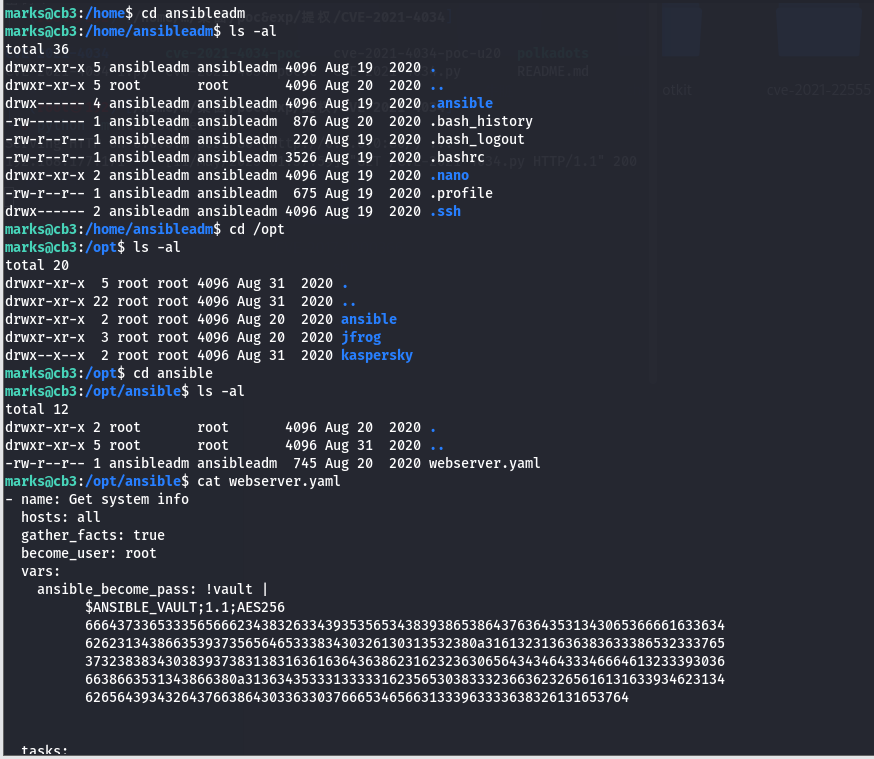 marks@cb3:/home$ cd ansibleadm
marks@cb3:/home/ansibleadm$ ls -al
total 36
drwxr-xr-x 5 ansibleadm ansibleadm 4096 Aug 19  2020 .
drwxr-xr-x 5 root       root       4096 Aug 20  2020 ..
drwx------ 4 ansibleadm ansibleadm 4096 Aug 19  2020 .ansible
-rw------- 1 ansibleadm ansibleadm  876 Aug 20  2020 .bash_history
-rw-r--r-- 1 ansibleadm ansibleadm  220 Aug 19  2020 .bash_logout
-rw-r--r-- 1 ansibleadm ansibleadm 3526 Aug 19  2020 .bashrc
drwxr-xr-x 2 ansibleadm ansibleadm 4096 Aug 19  2020 .nano
-rw-r--r-- 1 ansibleadm ansibleadm  675 Aug 19  2020 .profile
drwx------ 2 ansibleadm ansibleadm 4096 Aug 19  2020 .ssh
marks@cb3:/home/ansibleadm$ cd /opt
marks@cb3:/opt$ ls -al
total 20
drwxr-xr-x  5 root root 4096 Aug 31  2020 .
drwxr-xr-x 22 root root 4096 Aug 31  2020 ..
drwxr-xr-x  2 root root 4096 Aug 20  2020 ansible
drwxr-xr-x  3 root root 4096 Aug 20  2020 jfrog
drwx--x--x  2 root root 4096 Aug 31  2020 kaspersky
marks@cb3:/opt$ cd ansible
marks@cb3:/opt/ansible$ ls -al
total 12
drwxr-xr-x 2 root       root       4096 Aug 20  2020 .
drwxr-xr-x 5 root       root       4096 Aug 31  2020 ..
-rw-r--r-- 1 ansibleadm ansibleadm  745 Aug 20  2020 webserver.yaml
marks@cb3:/opt/ansible$ cat webserver.yaml
- name: Get system info
  hosts: all
  gather_facts: true
  become_user: root
  vars:
    ansible_become_pass: !vault |
          $ANSIBLE_VAULT;1.1;AES256
  tasks: